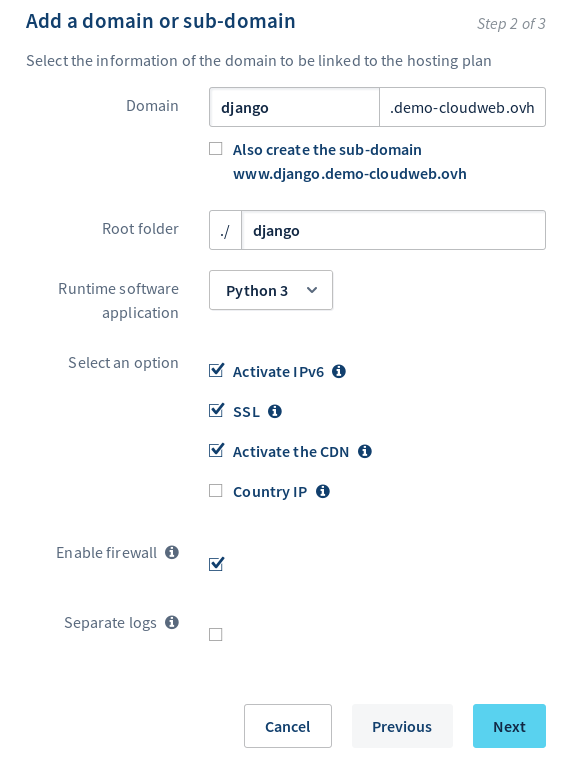 Add a domain or sub-domain
Step 2 of 3
Select the information of the domain to be linked to the hosting plan
Domain
django
.demo-cloudweb.ovh
Also create the sub-domain
www.django.demo-cloudweb.ovh
Root folder
./
django
Runtime software
application
Python 3
Select an option
Activate IPv6
SSL
Activate the CDN
Country IP
Enable firewall
Separate logs
Cancel
Previous
Next